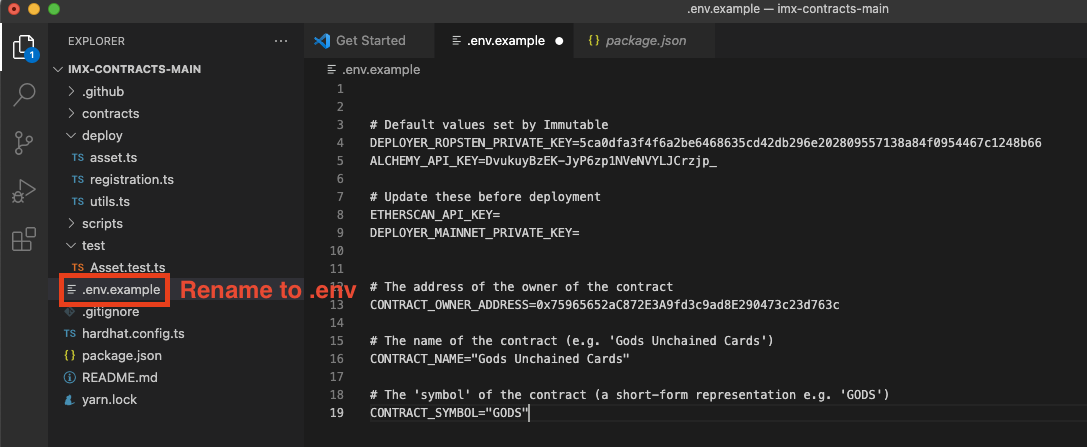 .env.example — imx-contracts-main
1
EXPLORER
IMX-CONTRACTS-MAIN
.github
contracts
deploy
TS asset.ts
TS registration.ts
TS utils.ts
scripts
test
TS Asset.test.ts
.env.example
Rename to .env
.gitignore
TS hardhat.config.ts
{} package.json
README.md
yarn.lock
Get Started
.env.example
{} package.json
.env.example
1
2
3 # Default values set by Immutable
4 DEPLOYER_ROPSTEN_PRIVATE_KEY=5ca0dfa3f4f6a2be6468635cd42db296e202809557138a84f0954467c1248b66
5 ALCHEMY_API_KEY=DvukuyBzEK-JyP6zp1NVeNVYLJCrzjp_
6
7 # Update these before deployment
8 ETHERSCAN_API_KEY=
9 DEPLOYER_MAINNET_PRIVATE_KEY=
10
11
12 # The address of the owner of the contract
13 CONTRACT_OWNER_ADDRESS=0x75965652aC872E3A9fd3c9ad8E290473c23d763c
14
15 # The name of the contract (e.g. 'Gods Unchained Cards')
16 CONTRACT_NAME="Gods Unchained Cards"
17
18 # The 'symbol' of the contract (a short-form representation e.g. 'GODS')
19 CONTRACT_SYMBOL="GODS"